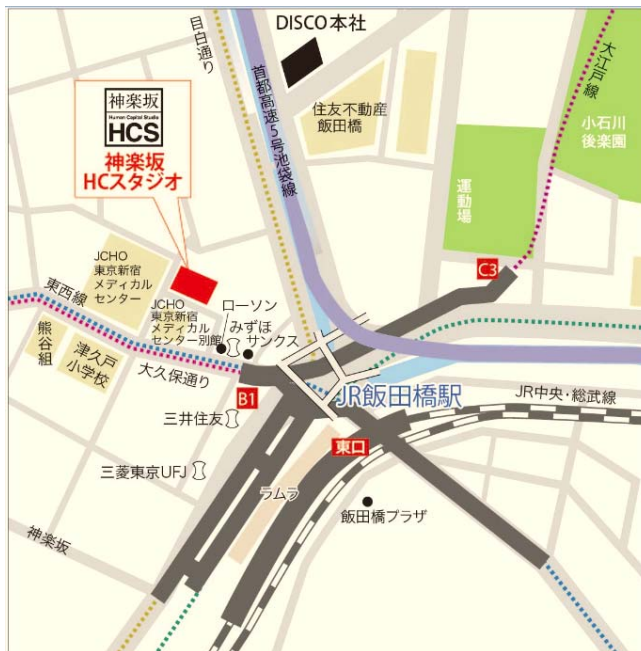 DISCO本社
目白通り
首都高速5号池袋線
住友不動産
飯田橋
大江戸線
小石川
後楽園
運動場
神楽坂
Human Capital Studio
HCS
神楽坂
HCスタジオ
C3
JCHO
東京新宿
メディカル
センター
JCHO
東京新宿
メディカル
センター別館
東西線
ローソン
みずほ
サンクス
熊谷組
津久戸
小学校
大久保通り
B1
JR飯田橋駅
JR中央・総武線
三井住友
東口
三菱東京UFJ
ラムラ
飯田橋プラザ
神楽坂